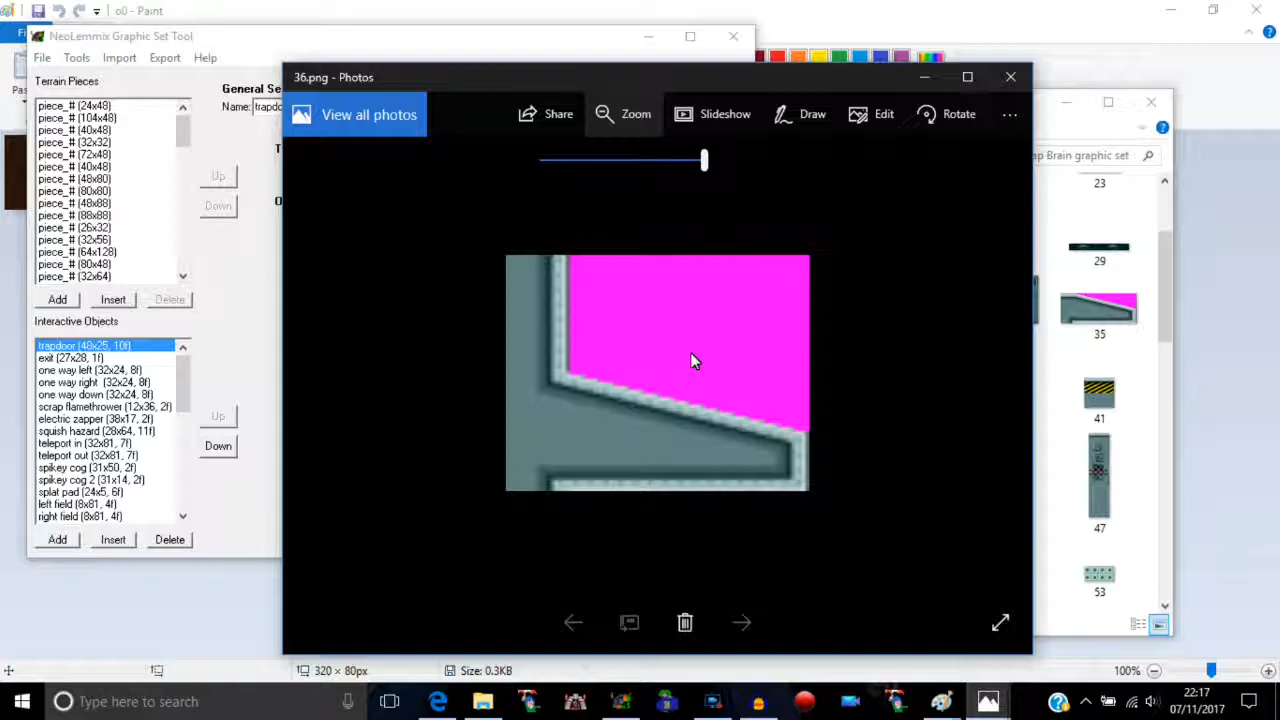 o0 - Paint
NeoLemmix Graphic Set Tool
File Tools Import Export Help
Terrain Pieces
piece_# (24x48)
piece_# (104x48)
piece_# (40x48)
piece_# (32x32)
piece_# (72x48)
piece_# (40x48)
piece_# (48x80)
piece_# (80x80)
piece_# (48x88)
piece_# (88x88)
piece_# (26x32)
piece_# (32x56)
piece_# (64x128)
piece_# (80x48)
piece_# (32x64)
Up
Down
Add Insert Delete
General Se
Name: trapdo
Interactive Objects
trapdoor (48x25, 10f)
exit (27x28, 1f)
one way left (32x24, 8f)
one way right (32x24, 8f)
one way down (32x24, 8f)
scrap flamethrower (12x36, 2f)
electric zapper (38x17, 2f)
squish hazard (28x64, 11f)
teleport in (32x81, 7f)
teleport out (32x81, 7f)
spikey cog (31x50, 2f)
spikey cog 2 (31x14, 2f)
splat pad (24x5, 6f)
left field (8x81, 4f)
right field (8x81, 4f)
Up
Down
Add Insert Delete
36.png - Photos
View all photos
Share Zoom Slideshow Draw Edit Rotate
ap Brain graphic set
23
29
35
41
47
53
320 × 80px
Size: 0.3KB
100%
Type here to search
22:17
07/11/2017